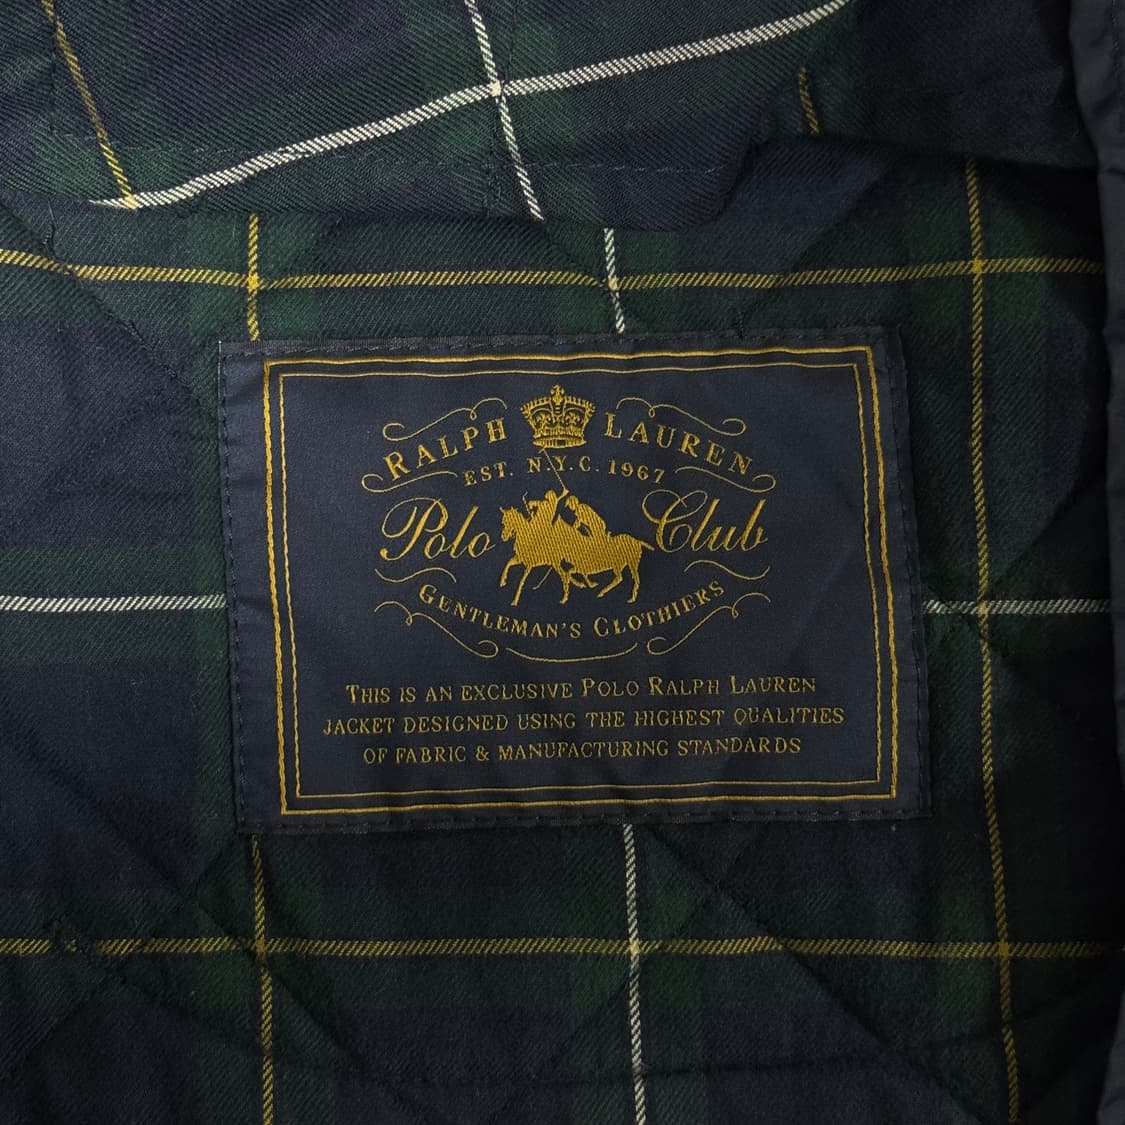 RALPH LAUREN
EST. N.Y.C. 1967
Polo Club
GENTLEMAN'S CLOTHIERS
THIS IS AN EXCLUSIVE POLO RALPH LAUREN
JACKET DESIGNED USING THE HIGHEST QUALITIES
OF FABRIC & MANUFACTURING STANDARDS